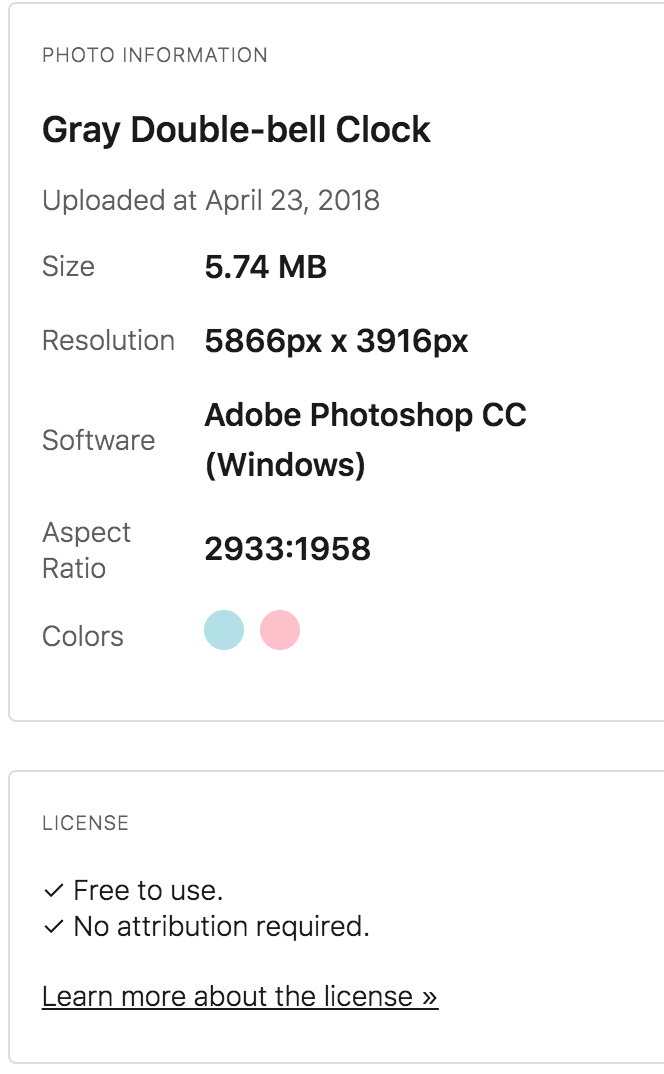 PHOTO INFORMATION
Gray Double-bell Clock
Uploaded at April 23, 2018
Size 5.74 MB
Resolution 5866px x 3916px
Software Adobe Photoshop CC
(Windows)
Aspect
Ratio 2933:1958
Colors
LICENSE
✓ Free to use.
✓ No attribution required.
Learn more about the license »